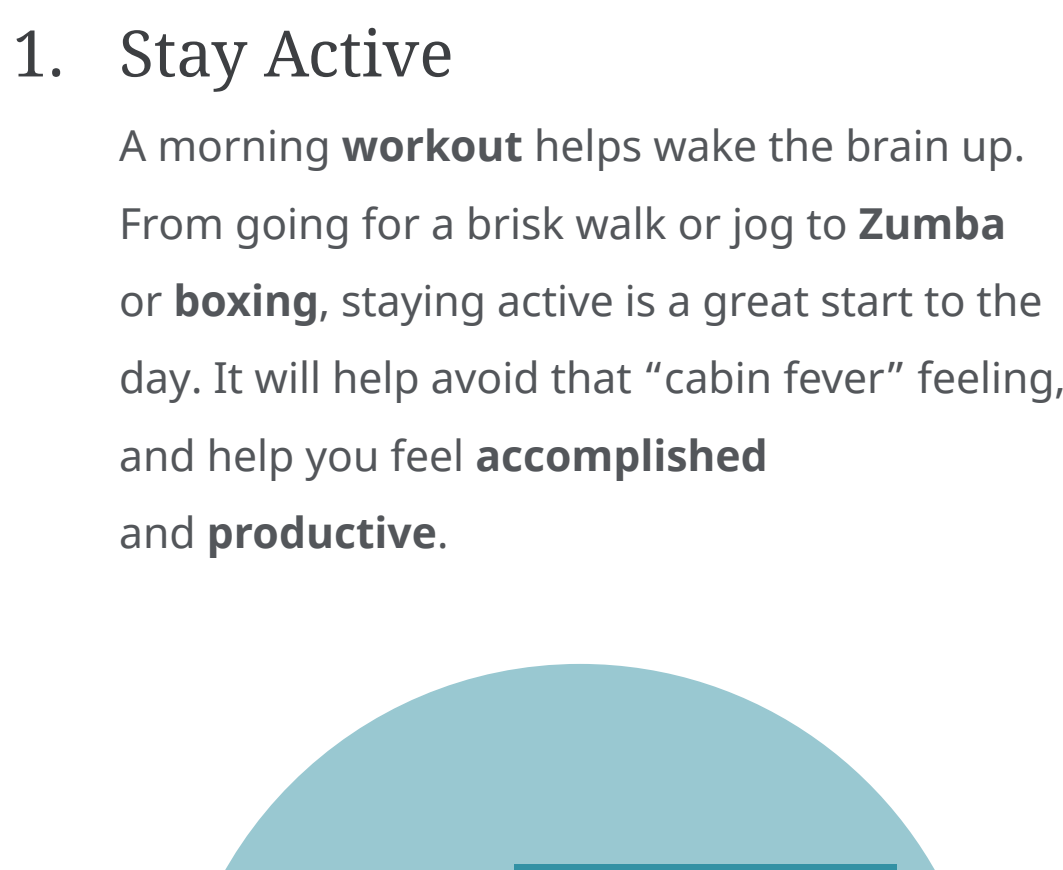 1. Stay Active
A morning workout helps wake the brain up.
From going for a brisk walk or jog to Zumba
or boxing, staying active is a great start to the
day. It will help avoid that “cabin fever” feeling,
and help you feel accomplished
and productive.